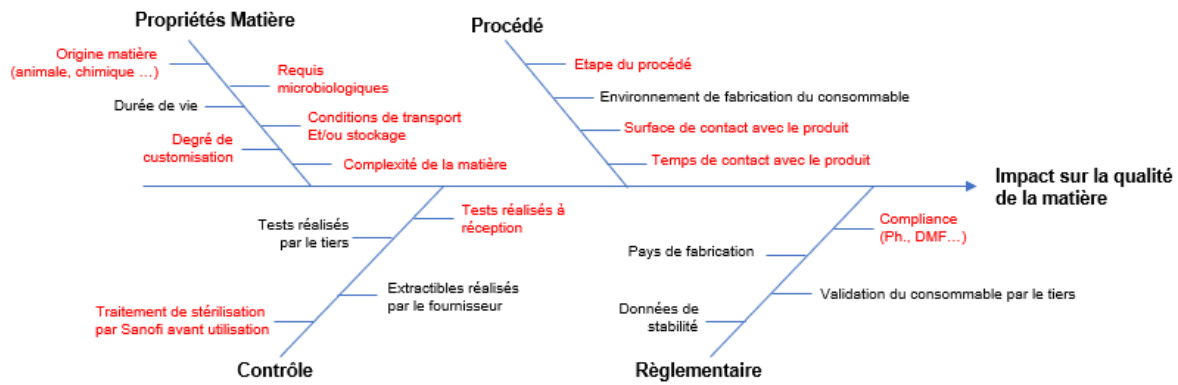 Propriétés Matière
Origine matière
(animale, chimique …)
Requis
microbiologiques
Durée de vie
Conditions de transport
Et/ou stockage
Degré de
customisation
Complexité de la matière
Procédé
Etape du procédé
Environnement de fabrication du consommable
Surface de contact avec le produit
Temps de contact avec le produit
Impact sur la qualité
de la matière
Tests réalisés à
réception
Tests réalisés
par le tiers
Extractibles réalisés
par le fournisseur
Traitement de stérilisation
par Sanofi avant utilisation
Contrôle
Compliance
(Ph., DMF…)
Pays de fabrication
Validation du consommable par le tiers
Données de
stabilité
Règlementaire